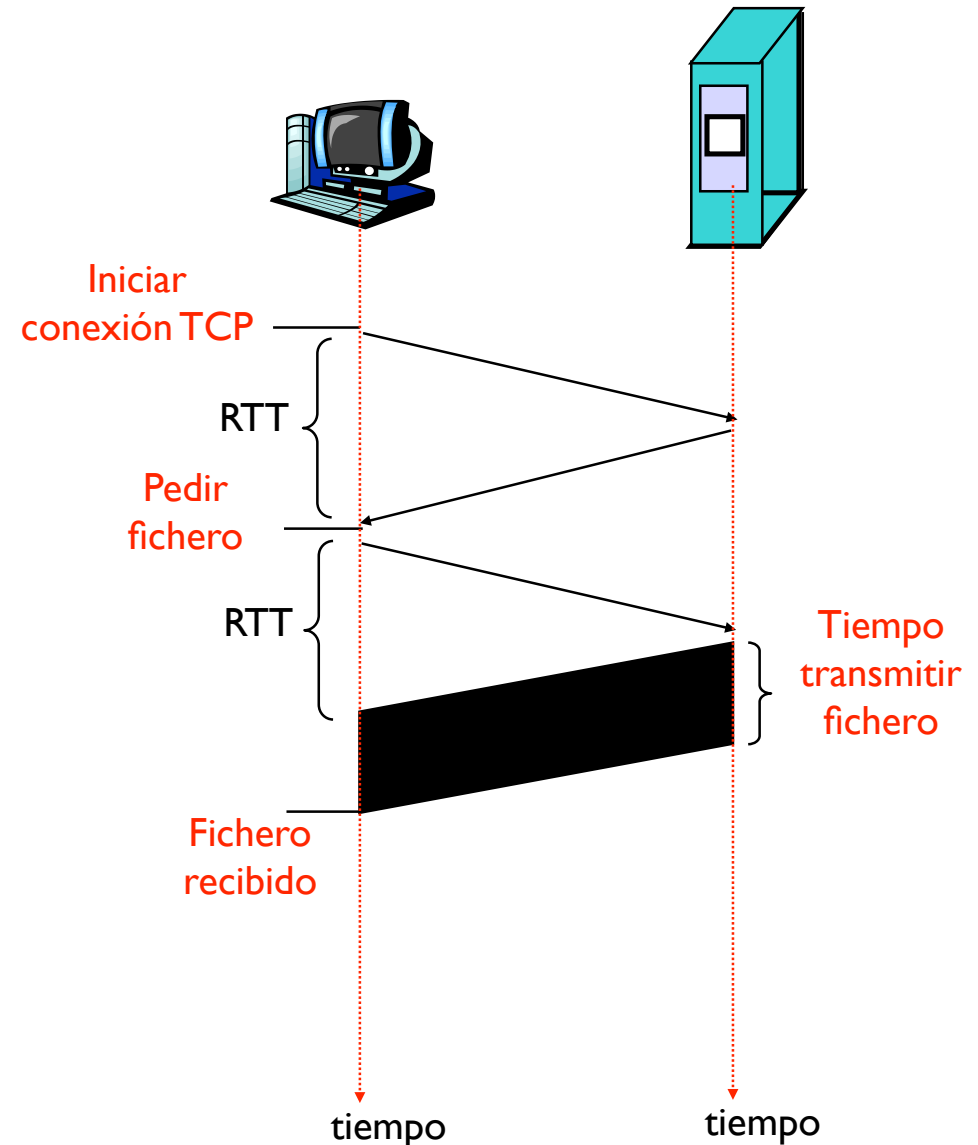 Iniciar
conexión TCP
RTT
Pedir
fichero
RTT
Tiempo
transmitir
fichero
Fichero
recibido
tiempo
tiempo